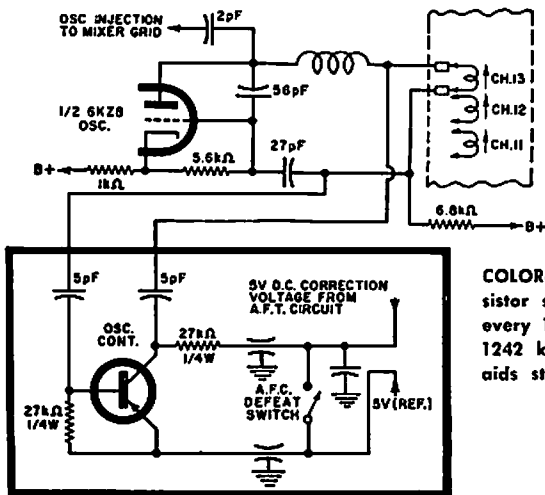 OSC INJECTION
TO MIXER GRID
2pF
56pF
1/2 6KZ8
OSC.
CH.13
CH.12
CH.11
27pF
5.6kΩ
B+
1kΩ
6.8kΩ
B+
5pF
5pF
5V D.C. CORRECTION
VOLTAGE FROM
A.F.T. CIRCUIT
OSC.
CONT.
27kΩ
1/4W
A.F.C.
DEFEAT
SWITCH
5V(REF.)
27kΩ
1/4W
COLOR
sistor s
every 1
1242 k
aids st